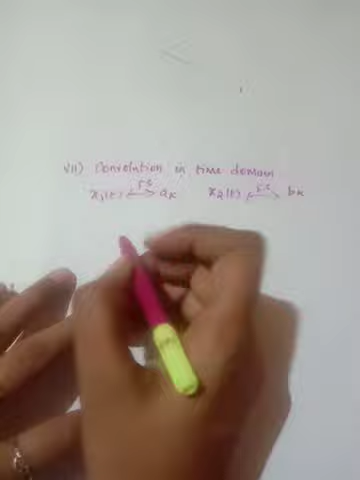 VII) Convolution in time domain
x₁(t) ⟷FS aₖ x₂(t) ⟷FS bₖ